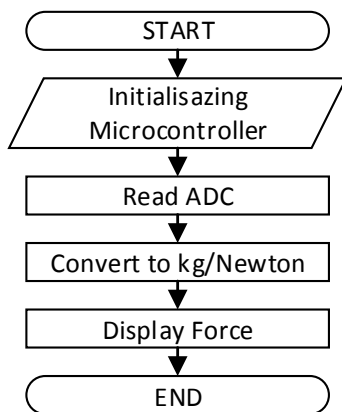 START
Initialisazing
Microcontroller
Read ADC
Convert to kg/Newton
Display Force
END